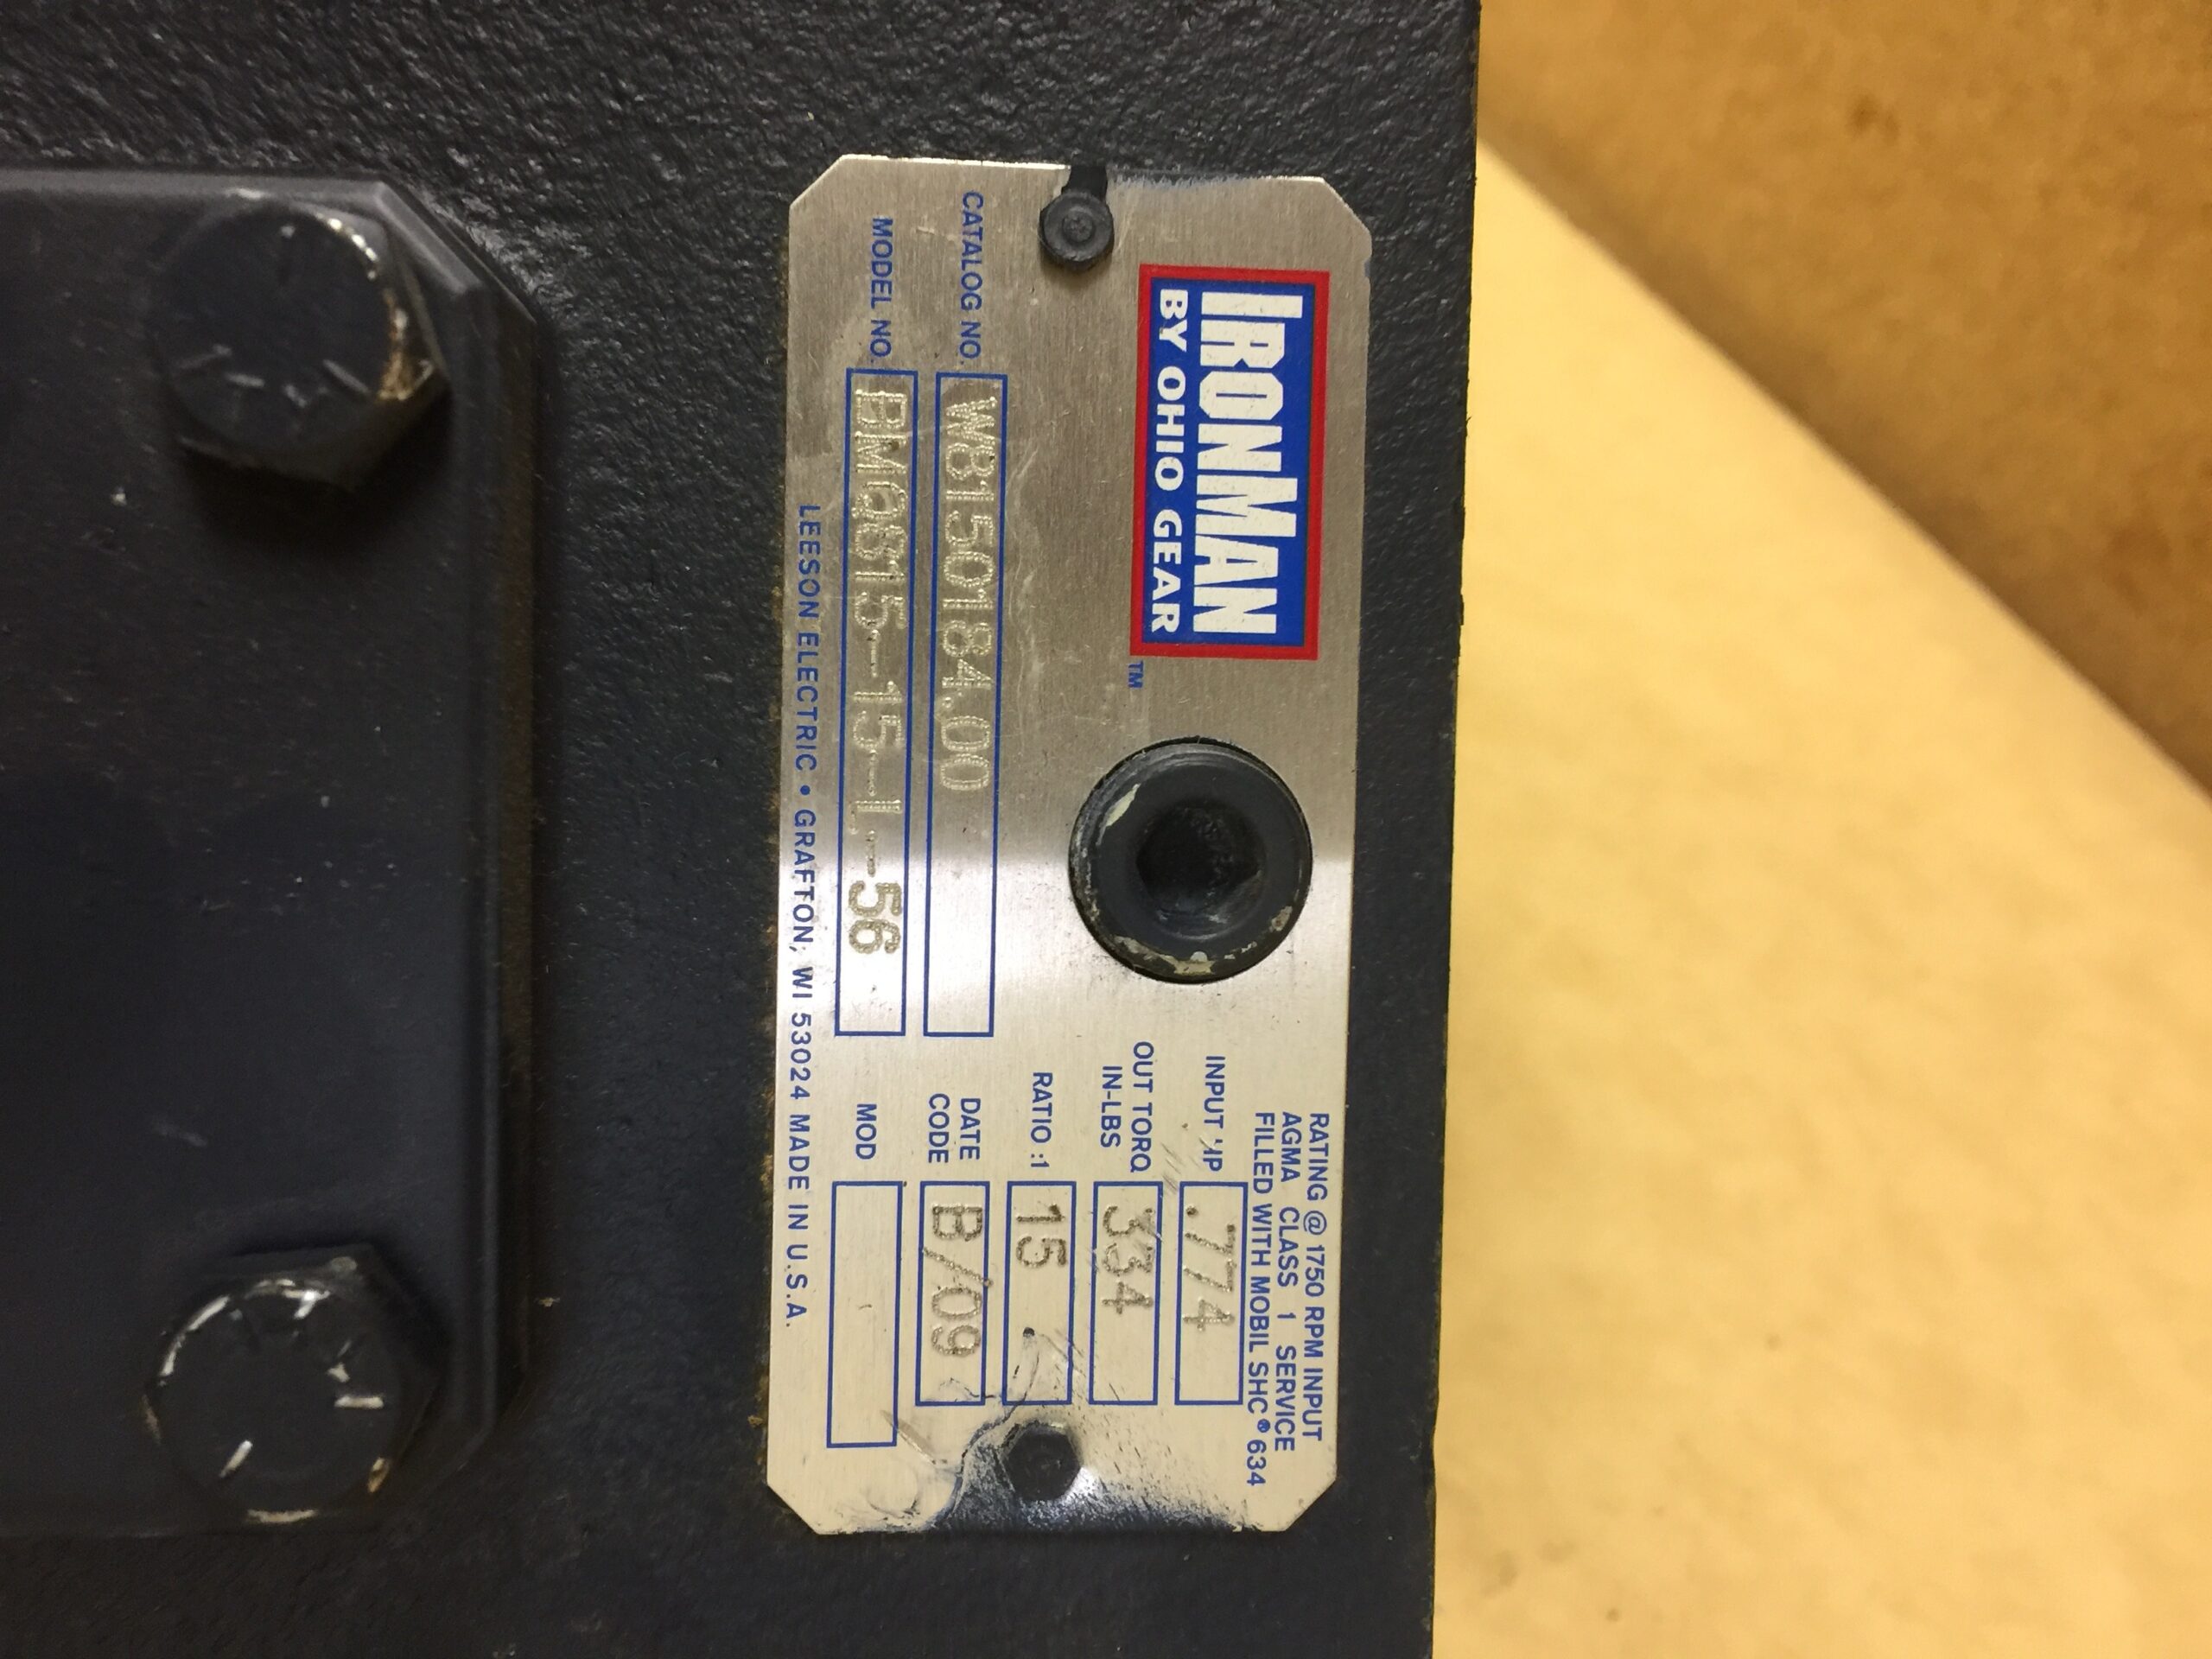 IRONMAN
BY OHIO GEAR
TM
RATING @ 1750 RPM INPUT
AGMA CLASS 1 SERVICE
FILLED WITH MOBIL SHC® 634
INPUT HP .774
OUT TORQ
IN-LBS 334
RATIO :1 15
CATALOG NO. W8150184.00
DATE
CODE B/09
MODEL NO. BMQ815-15-L-56
MOD
LEESON ELECTRIC • GRAFTON, WI 53024 MADE IN U.S.A.